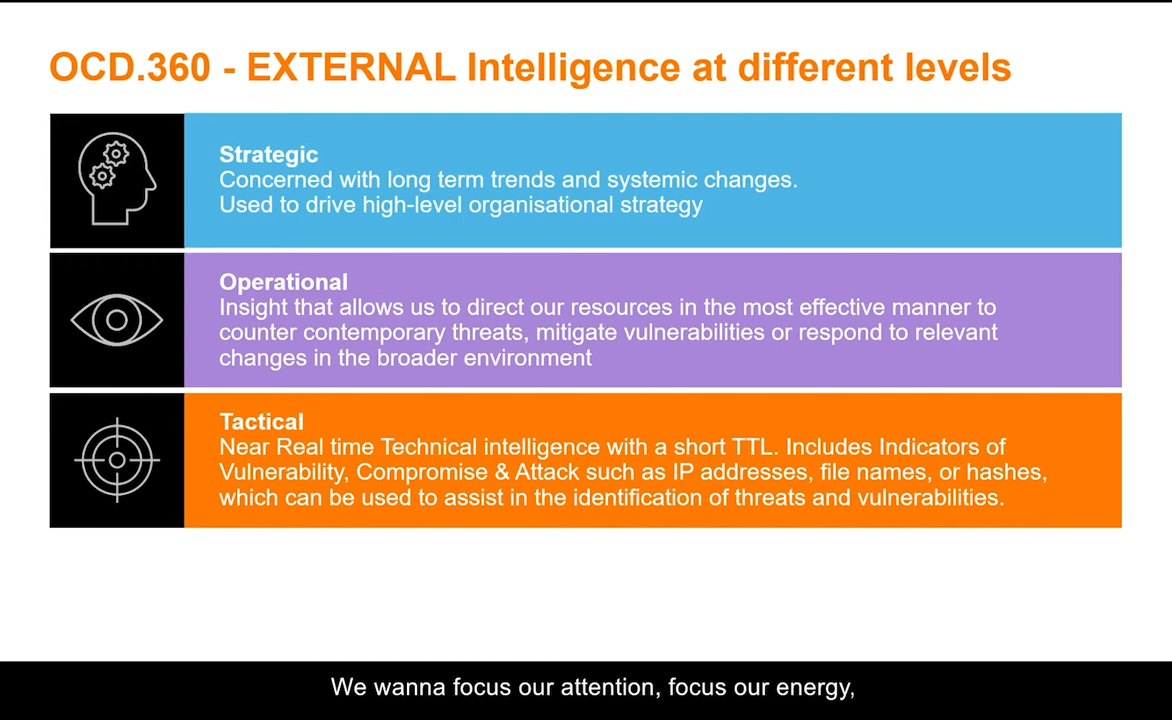 OCD.360 - EXTERNAL Intelligence at different levels
Strategic
Concerned with long term trends and systemic changes.
Used to drive high-level organisational strategy
Operational
Insight that allows us to direct our resources in the most effective manner to
counter contemporary threats, mitigate vulnerabilities or respond to relevant
changes in the broader environment
Tactical
Near Real time Technical intelligence with a short TTL. Includes Indicators of
Vulnerability, Compromise & Attack such as IP addresses, file names, or hashes,
which can be used to assist in the identification of threats and vulnerabilities.
We wanna focus our attention, focus our energy,